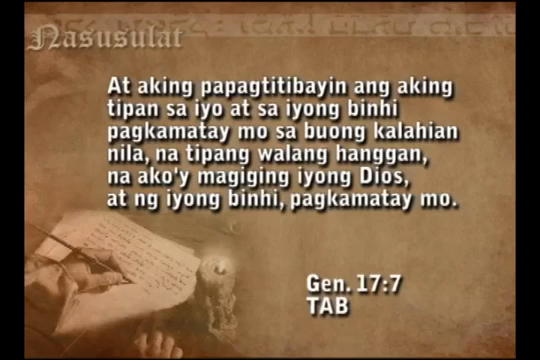 Nasusulat
At aking papagtitibayin ang aking
tipan sa iyo at sa iyong binhi
pagkamatay mo sa buong kalahian
nila, na tipang walang hanggan,
na ako'y magiging iyong Dios,
at ng iyong binhi, pagkamatay mo.
Gen. 17:7
TAB